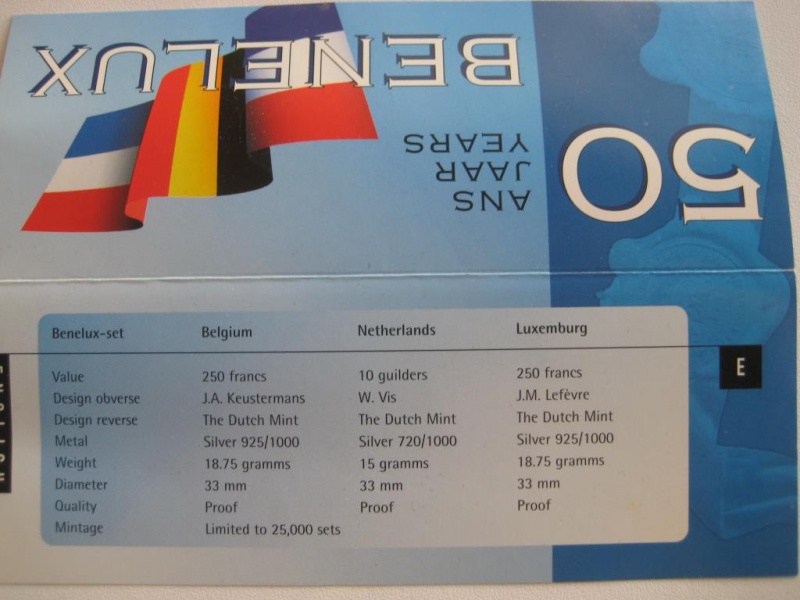 BENELUX
50
ANS
JAAR
YEARS
Benelux-set Belgium Netherlands Luxemburg
E
Value 250 francs 10 guilders 250 francs
Design obverse J.A. Keustermans W. Vis J.M. Lefèvre
Design reverse The Dutch Mint The Dutch Mint The Dutch Mint
Metal Silver 925/1000 Silver 720/1000 Silver 925/1000
Weight 18.75 gramms 15 gramms 18.75 gramms
Diameter 33 mm 33 mm 33 mm
Quality Proof Proof Proof
Mintage Limited to 25,000 sets